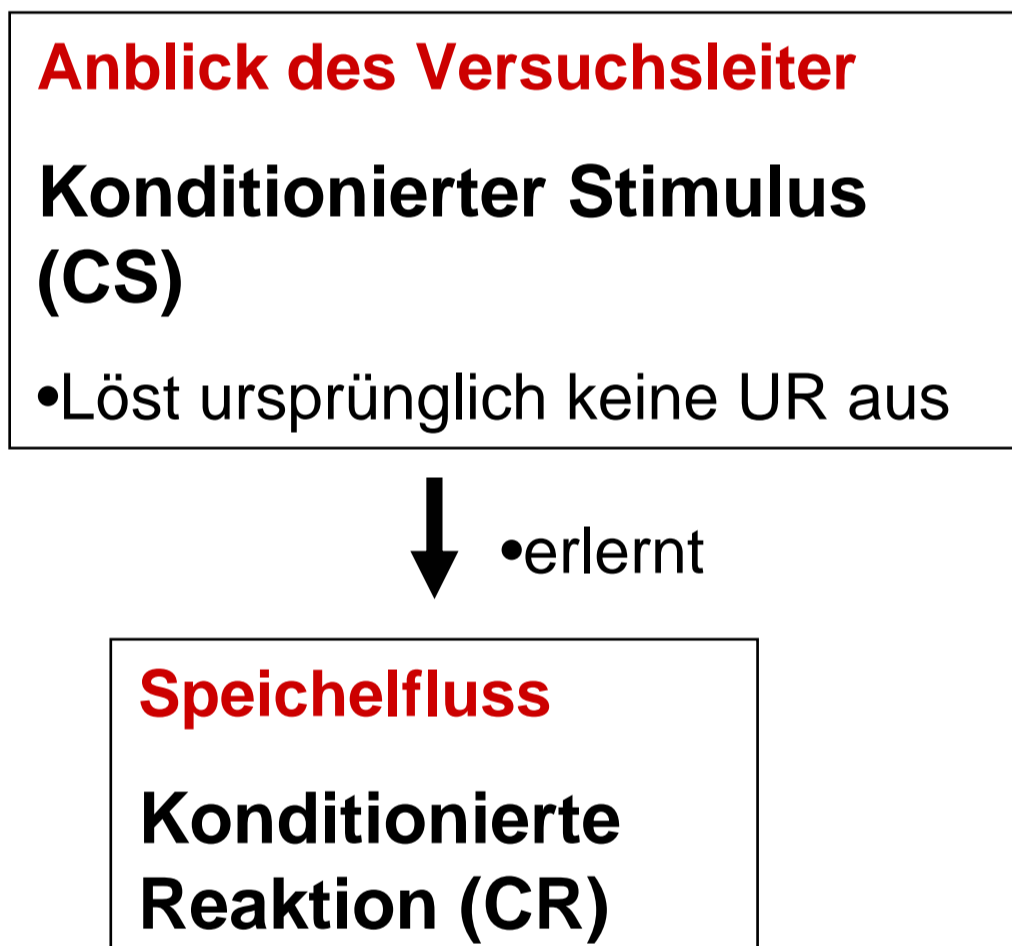 Anblick des Versuchsleiter
Konditionierter Stimulus
(CS)
•Löst ursprünglich keine UR aus
•erlernt
Speichelfluss
Konditionierte
Reaktion (CR)